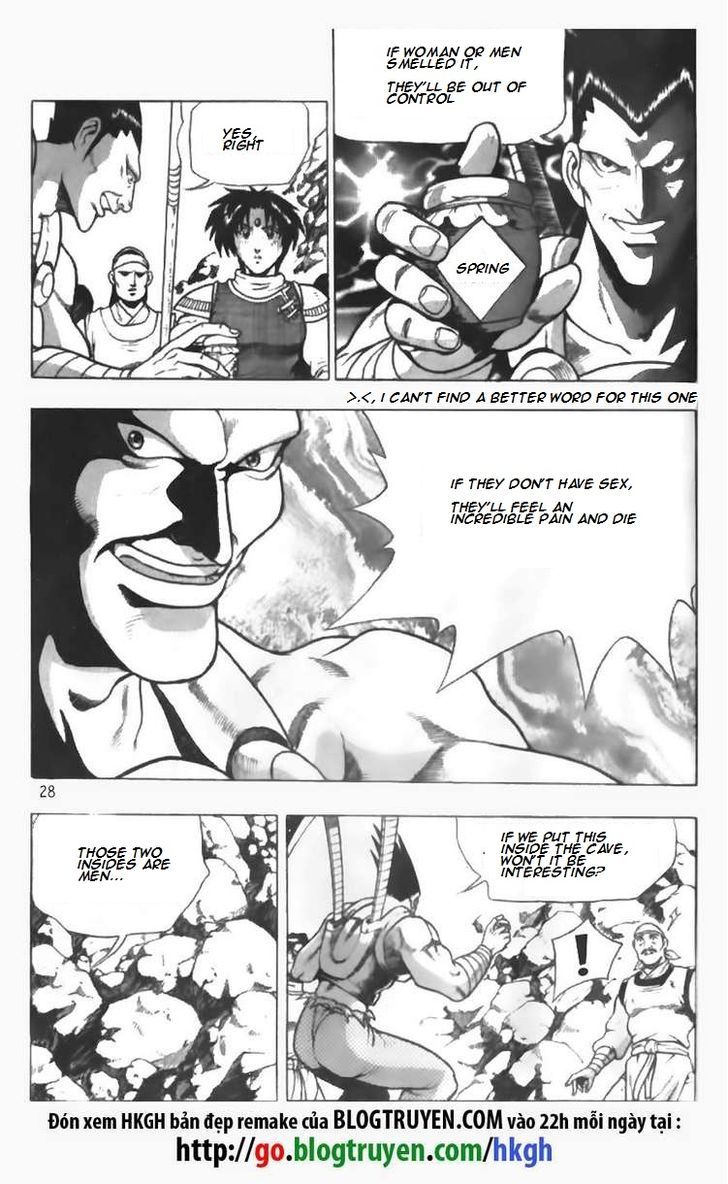 YES,
RIGHT
IF WOMAN OR MEN
SMELLED IT,
THEY'LL BE OUT OF
CONTROL
SPRING
>.<, I CAN'T FIND A BETTER WORD FOR THIS ONE
IF THEY DON'T HAVE SEX,
THEY'LL FEEL AN
INCREDIBLE PAIN AND DIE
28
THOSE TWO
INSIDES ARE
MEN...
IF WE PUT THIS
INSIDE THE CAVE,
WON'T IT BE
INTERESTING?
!
Đón xem HKGH bản đẹp remake của BLOGTRUYEN.COM vào 22h mỗi ngày tại :
http://go.blogtruyen.com/hkgh